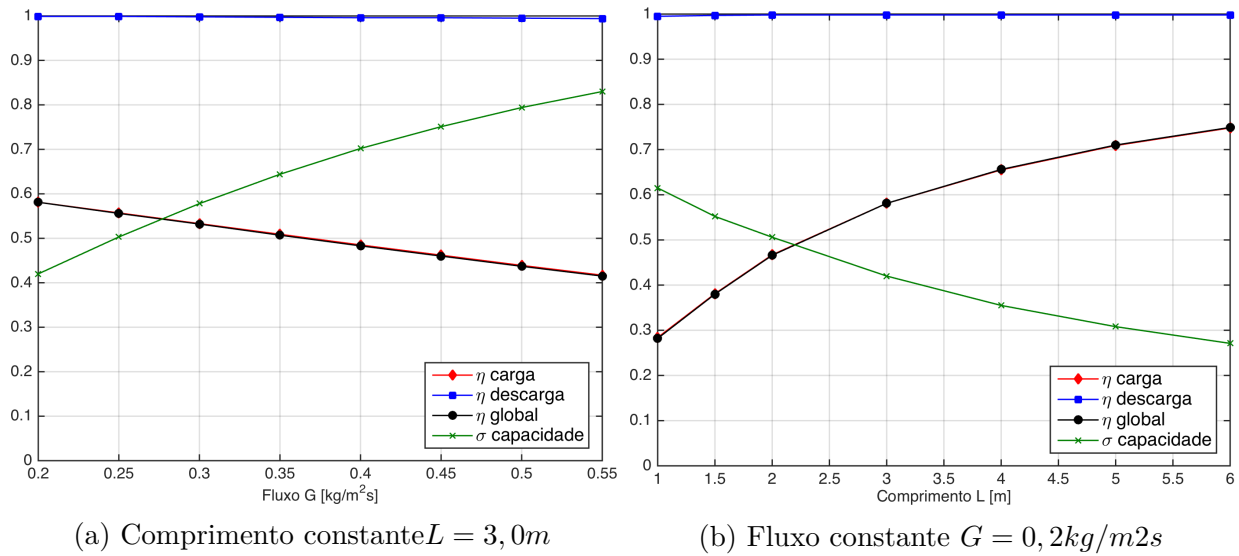 1
0.9
0.8
0.7
0.6
0.5
0.4
0.3
0.2
0.1
0
0.2 0.25 0.3 0.35 0.4 0.45 0.5 0.55
Fluxo G [kg/m²s]
η carga
η descarga
η global
σ capacidade
(a) Comprimento constanteL = 3, 0m
1
0.9
0.8
0.7
0.6
0.5
0.4
0.3
0.2
0.1
0
1 1.5 2 2.5 3 3.5 4 4.5 5 5.5 6
Comprimento L [m]
η carga
η descarga
η global
σ capacidade
(b) Fluxo constante G = 0, 2kg/m2s